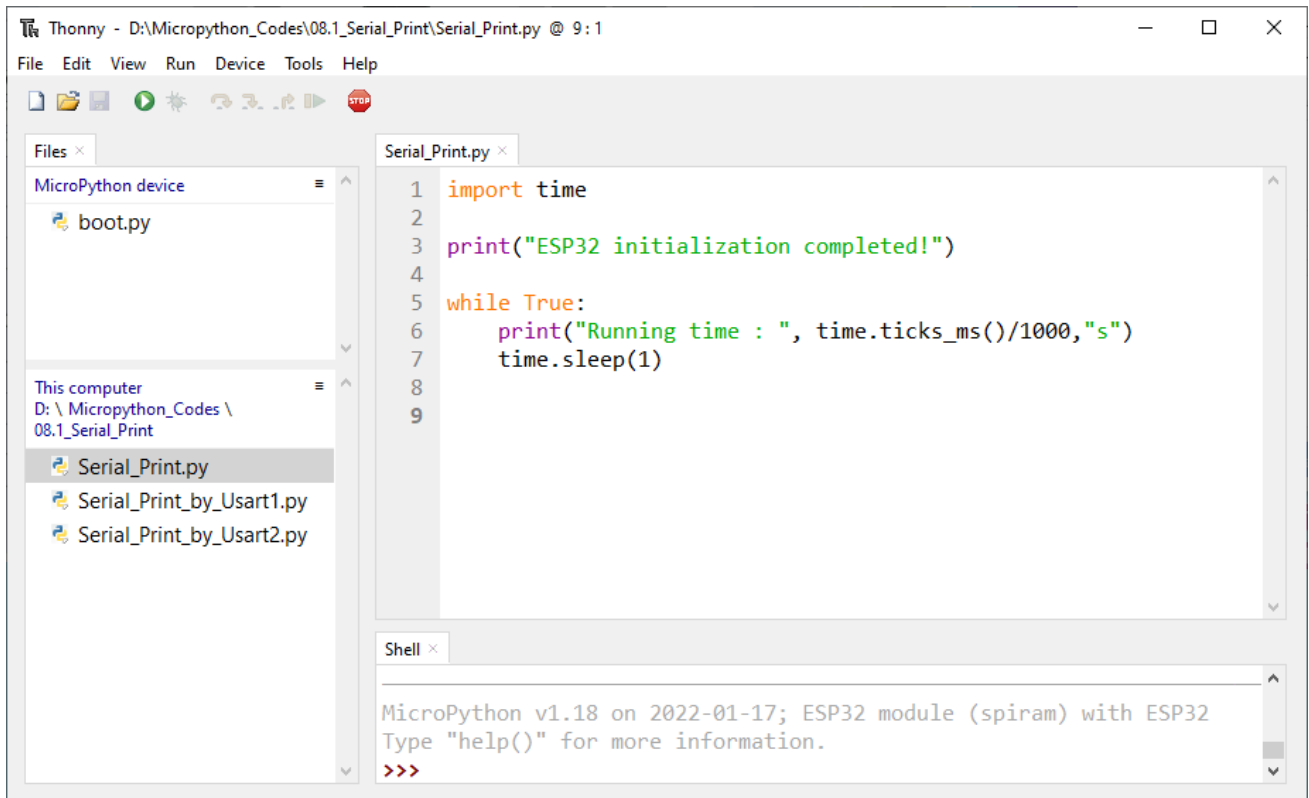 Thonny - D:\Micropython_Codes\08.1_Serial_Print\Serial_Print.py @ 9:1
File Edit View Run Device Tools Help
STOP
Files
MicroPython device
boot.py
This computer
D: \ Micropython_Codes \
08.1_Serial_Print
Serial_Print.py
Serial_Print_by_Usart1.py
Serial_Print_by_Usart2.py
Serial_Print.py
1 import time
2
3 print("ESP32 initialization completed!")
4
5 while True:
6     print("Running time : ", time.ticks_ms()/1000,"s")
7     time.sleep(1)
8
9
Shell
MicroPython v1.18 on 2022-01-17; ESP32 module (spiram) with ESP32
Type "help()" for more information.
>>>